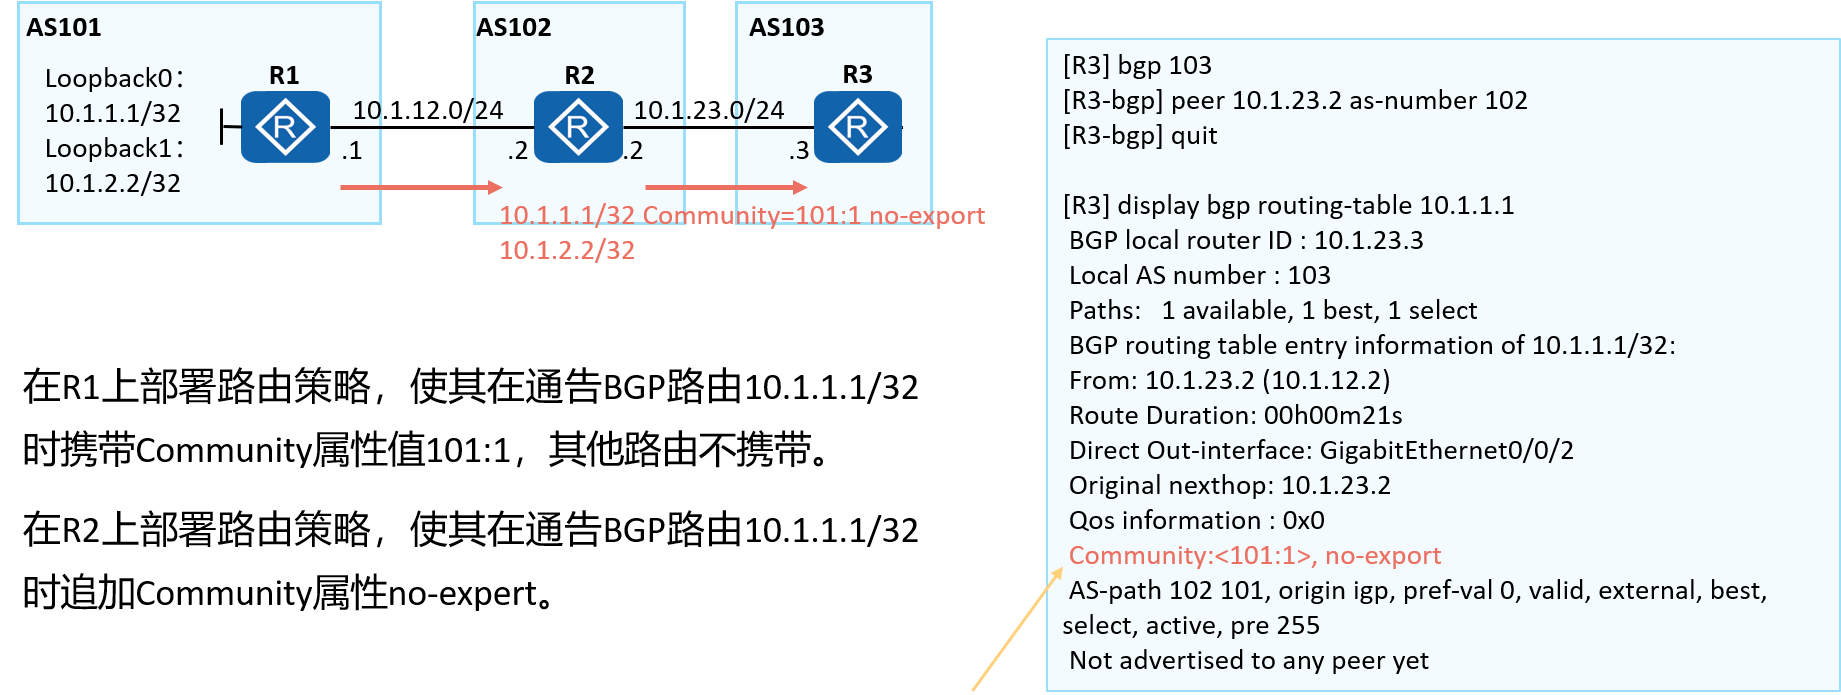 AS101
AS102
AS103
Loopback0：
10.1.1.1/32
Loopback1：
10.1.2.2/32
R1
R2
R3
R
R
R
10.1.12.0/24
10.1.23.0/24
.1
.2
.2
.3
10.1.1.1/32 Community=101:1 no-export
10.1.2.2/32
在R1上部署路由策略，使其在通告BGP路由10.1.1.1/32
时携带Community属性值101:1，其他路由不携带。
在R2上部署路由策略，使其在通告BGP路由10.1.1.1/32
时追加Community属性no-expert。
[R3] bgp 103
[R3-bgp] peer 10.1.23.2 as-number 102
[R3-bgp] quit
[R3] display bgp routing-table 10.1.1.1
BGP local router ID : 10.1.23.3
Local AS number : 103
Paths:   1 available, 1 best, 1 select
BGP routing table entry information of 10.1.1.1/32:
From: 10.1.23.2 (10.1.12.2)
Route Duration: 00h00m21s
Direct Out-interface: GigabitEthernet0/0/2
Original nexthop: 10.1.23.2
Qos information : 0x0
Community:<101:1>, no-export
AS-path 102 101, origin igp, pref-val 0, valid, external, best,
select, active, pre 255
Not advertised to any peer yet